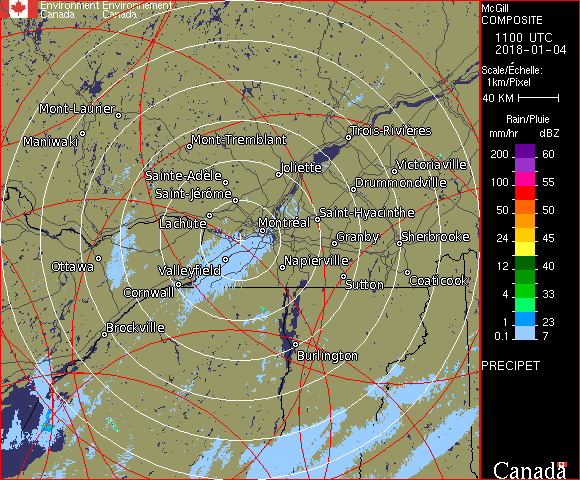 Environment Environnement
Canada Canada
McGill
COMPOSITE
1100 UTC
2018-01-04
Scale/Échelle:
1km/Pixel
40 KM
Rain/Pluie
mm/hr dBZ
200 60
100 55
50 50
24 45
12 40
4 33
1 23
0.1 7
PRECIPET
Mont-Laurier
Maniwaki
Mont-Tremblant
Trois-Rivières
Sainte-Adèle
Joliette
Victoriaville
Saint-Jérôme
Drummondville
Lachute
Montréal
Saint-Hyacinthe
Granby
Sherbrooke
Ottawa
Valleyfield
Napierville
Cornwall
Sutton
Coaticook
Brockville
Burlington
Canada